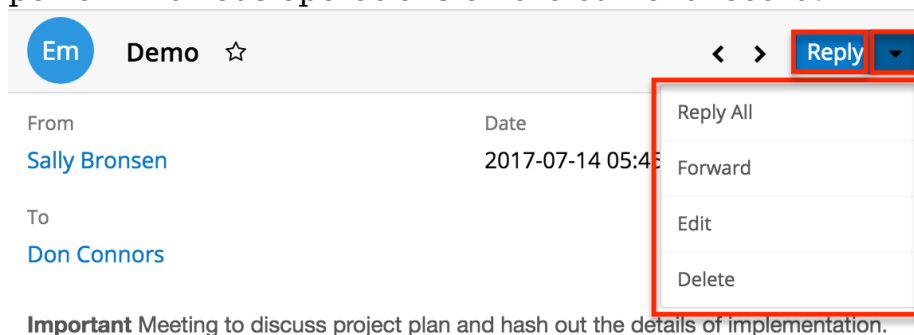 Em Demo Reply
From Date Reply All
Sally Bronsen 2017-07-14 05:45 Forward
To Edit
Don Connors
Delete
Important Meeting to discuss project plan and hash out the details of implementation.